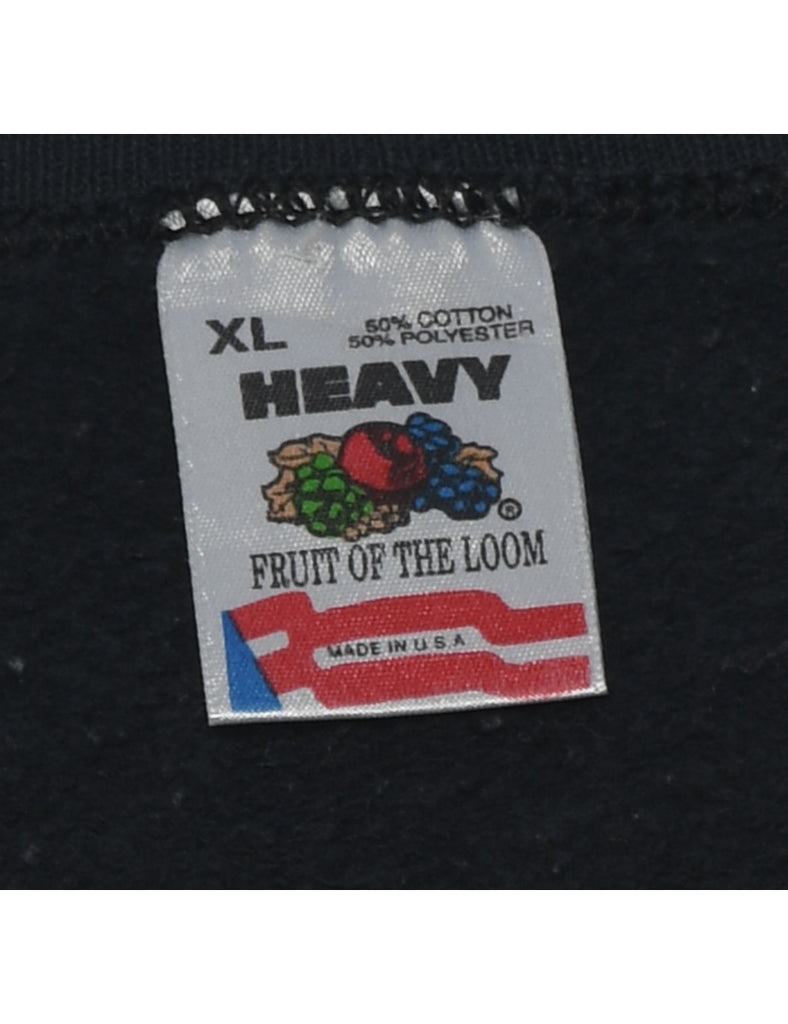 XL
50% COTTON
50% POLYESTER
HEAVY
®
FRUIT OF THE LOOM
MADE IN U S A